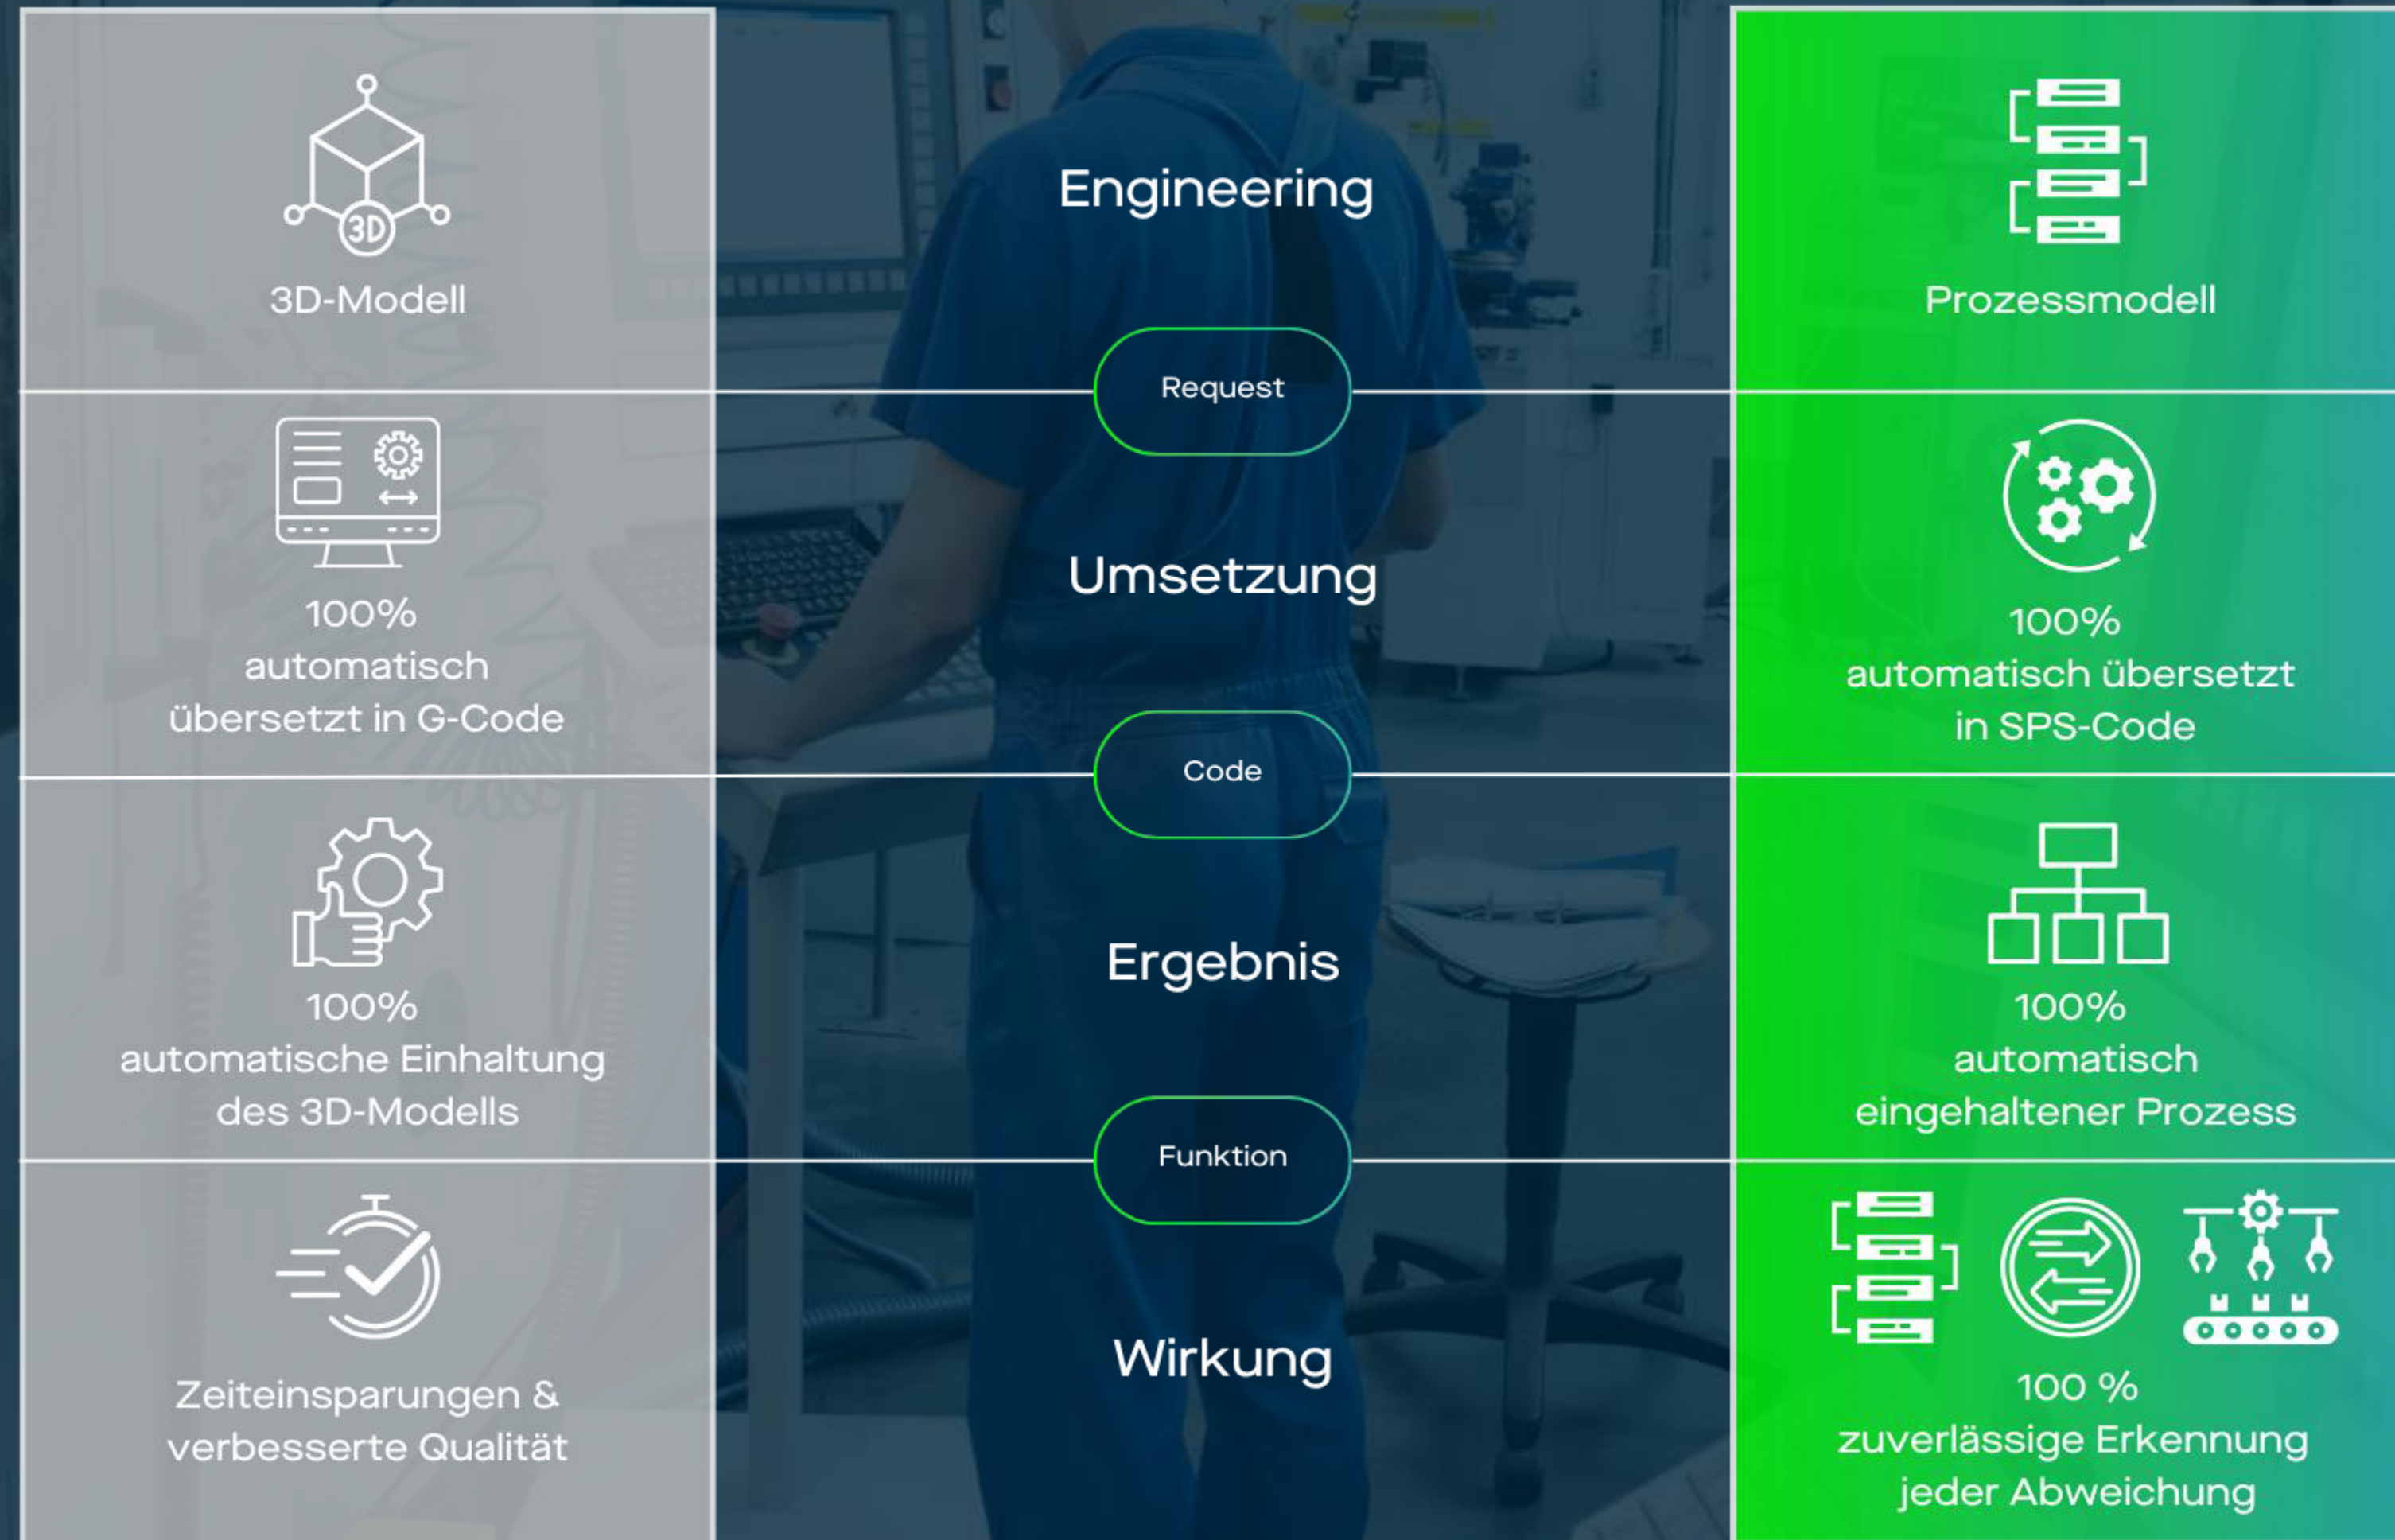 3D
3D-Modell
Engineering
Prozessmodell
Request
100%
automatisch
übersetzt in G-Code
Umsetzung
100%
automatisch übersetzt
in SPS-Code
Code
100%
automatische Einhaltung
des 3D-Modells
Ergebnis
100%
automatisch
eingehaltener Prozess
Funktion
Zeiteinsparungen &
verbesserte Qualität
Wirkung
100 %
zuverlässige Erkennung
jeder Abweichung